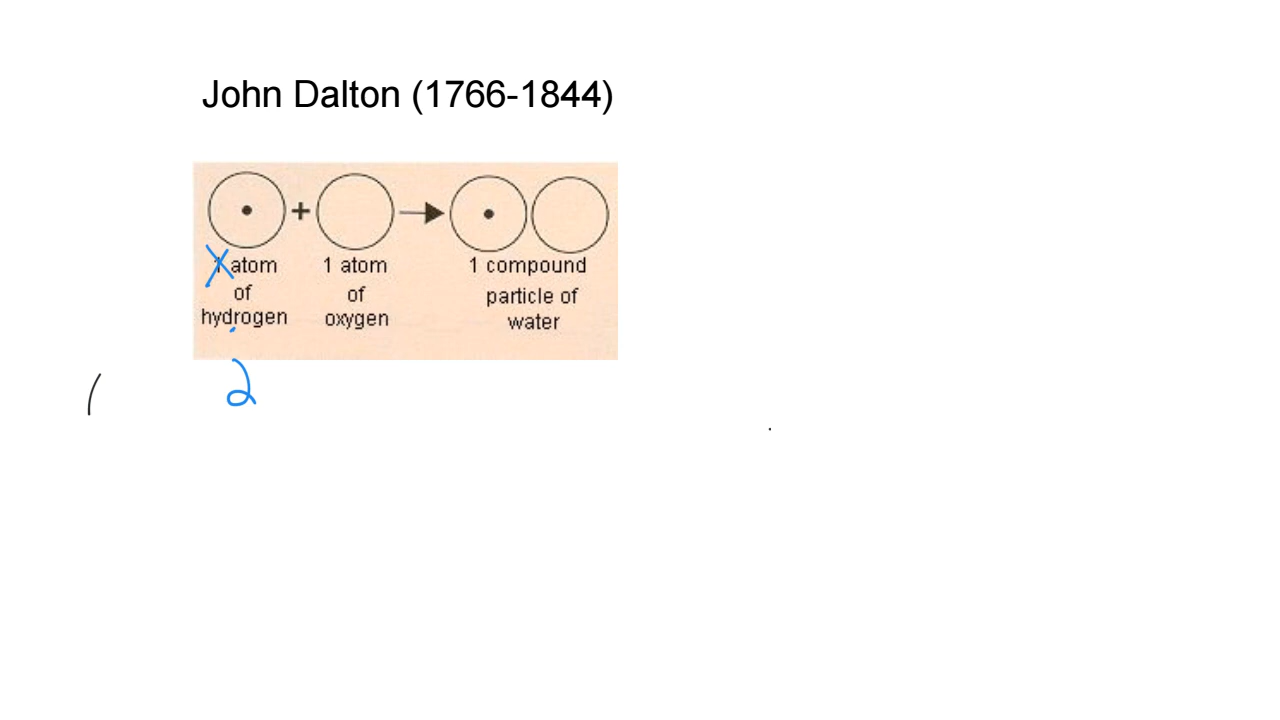 John Dalton (1766-1844)
+
1 atom of hydrogen
1 atom of oxygen
1 compound particle of water
2
(